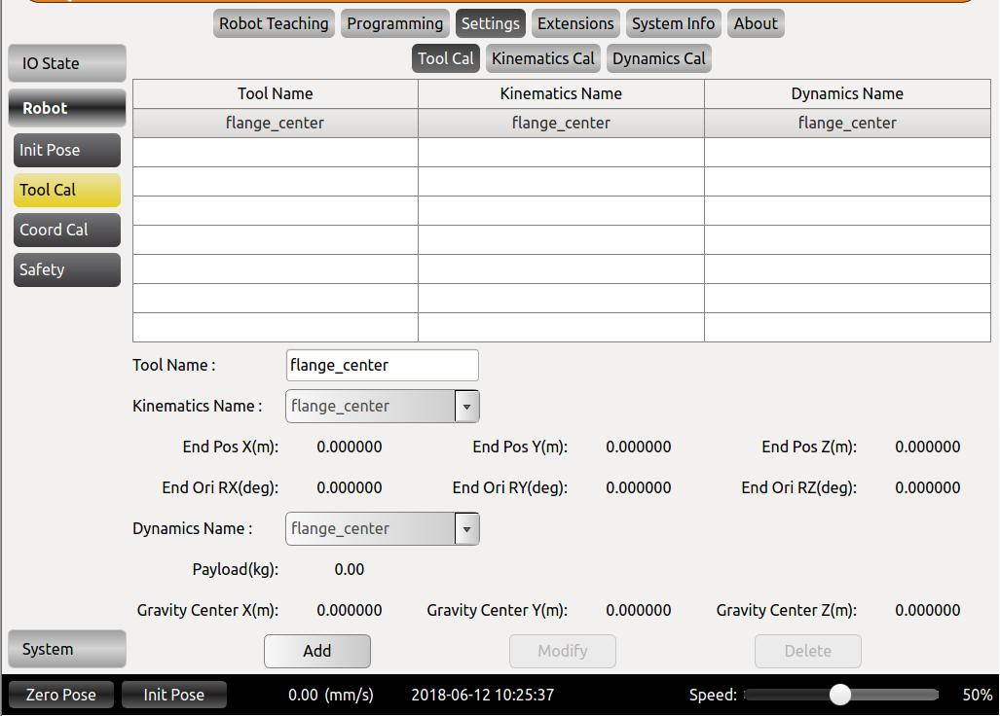 Robot Teaching Programming Settings Extensions System Info About
IO State
Tool Cal Kinematics Cal Dynamics Cal
Tool Name Kinematics Name Dynamics Name
Robot
flange_center flange_center flange_center
Init Pose
Tool Cal
Coord Cal
Safety
Tool Name : flange_center
Kinematics Name : flange_center
End Pos X(m): 0.000000 End Pos Y(m): 0.000000 End Pos Z(m): 0.000000
End Ori RX(deg): 0.000000 End Ori RY(deg): 0.000000 End Ori RZ(deg): 0.000000
Dynamics Name : flange_center
Payload(kg): 0.00
Gravity Center X(m): 0.000000 Gravity Center Y(m): 0.000000 Gravity Center Z(m): 0.000000
System Add Modify Delete
Zero Pose Init Pose 0.00 (mm/s) 2018-06-12 10:25:37 Speed: 50%